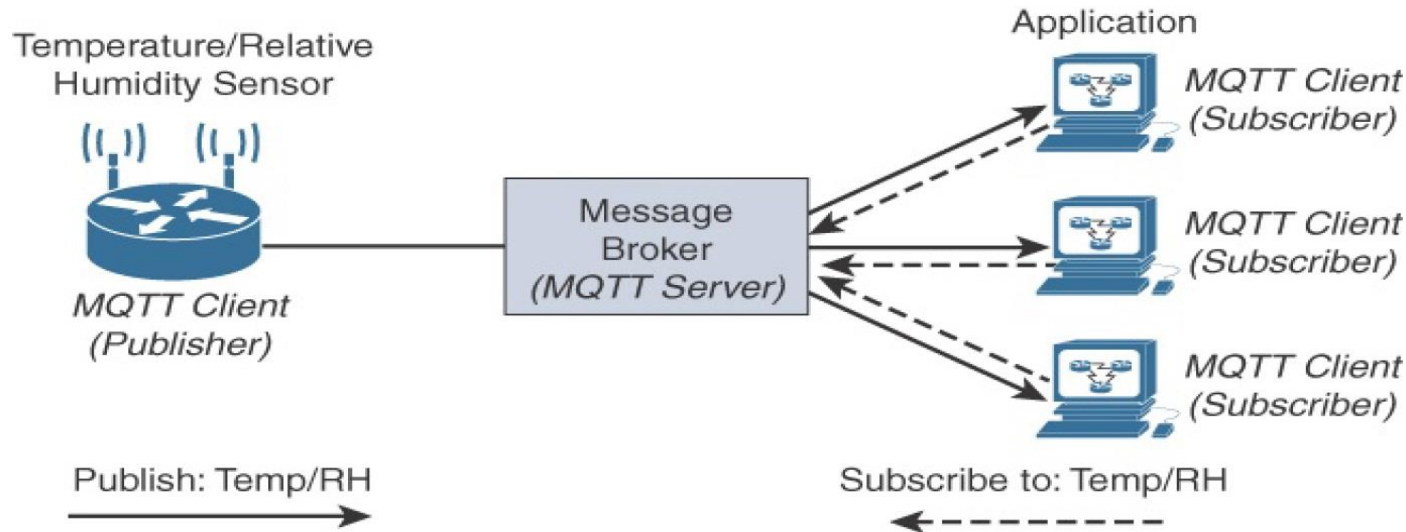 Temperature/Relative
Humidity Sensor
MQTT Client
(Publisher)
Message
Broker
(MQTT Server)
Application
MQTT Client
(Subscriber)
MQTT Client
(Subscriber)
MQTT Client
(Subscriber)
Publish: Temp/RH
Subscribe to: Temp/RH